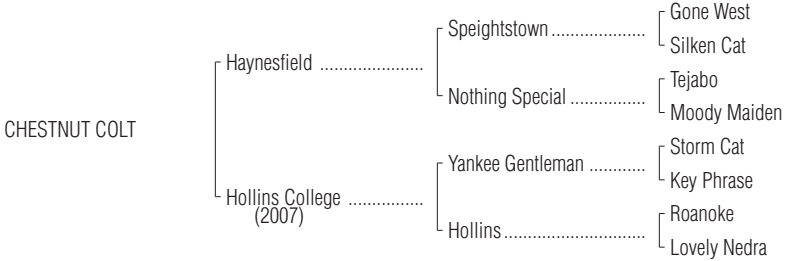 Gone West
Speightstown ....................
Silken Cat
Haynesfield ......................
Tejabo
Nothing Special ................
Moody Maiden
CHESTNUT COLT
Storm Cat
Yankee Gentleman ............
Key Phrase
Hollins College ................
(2007)
Roanoke
Hollins ..............................
Lovely Nedra